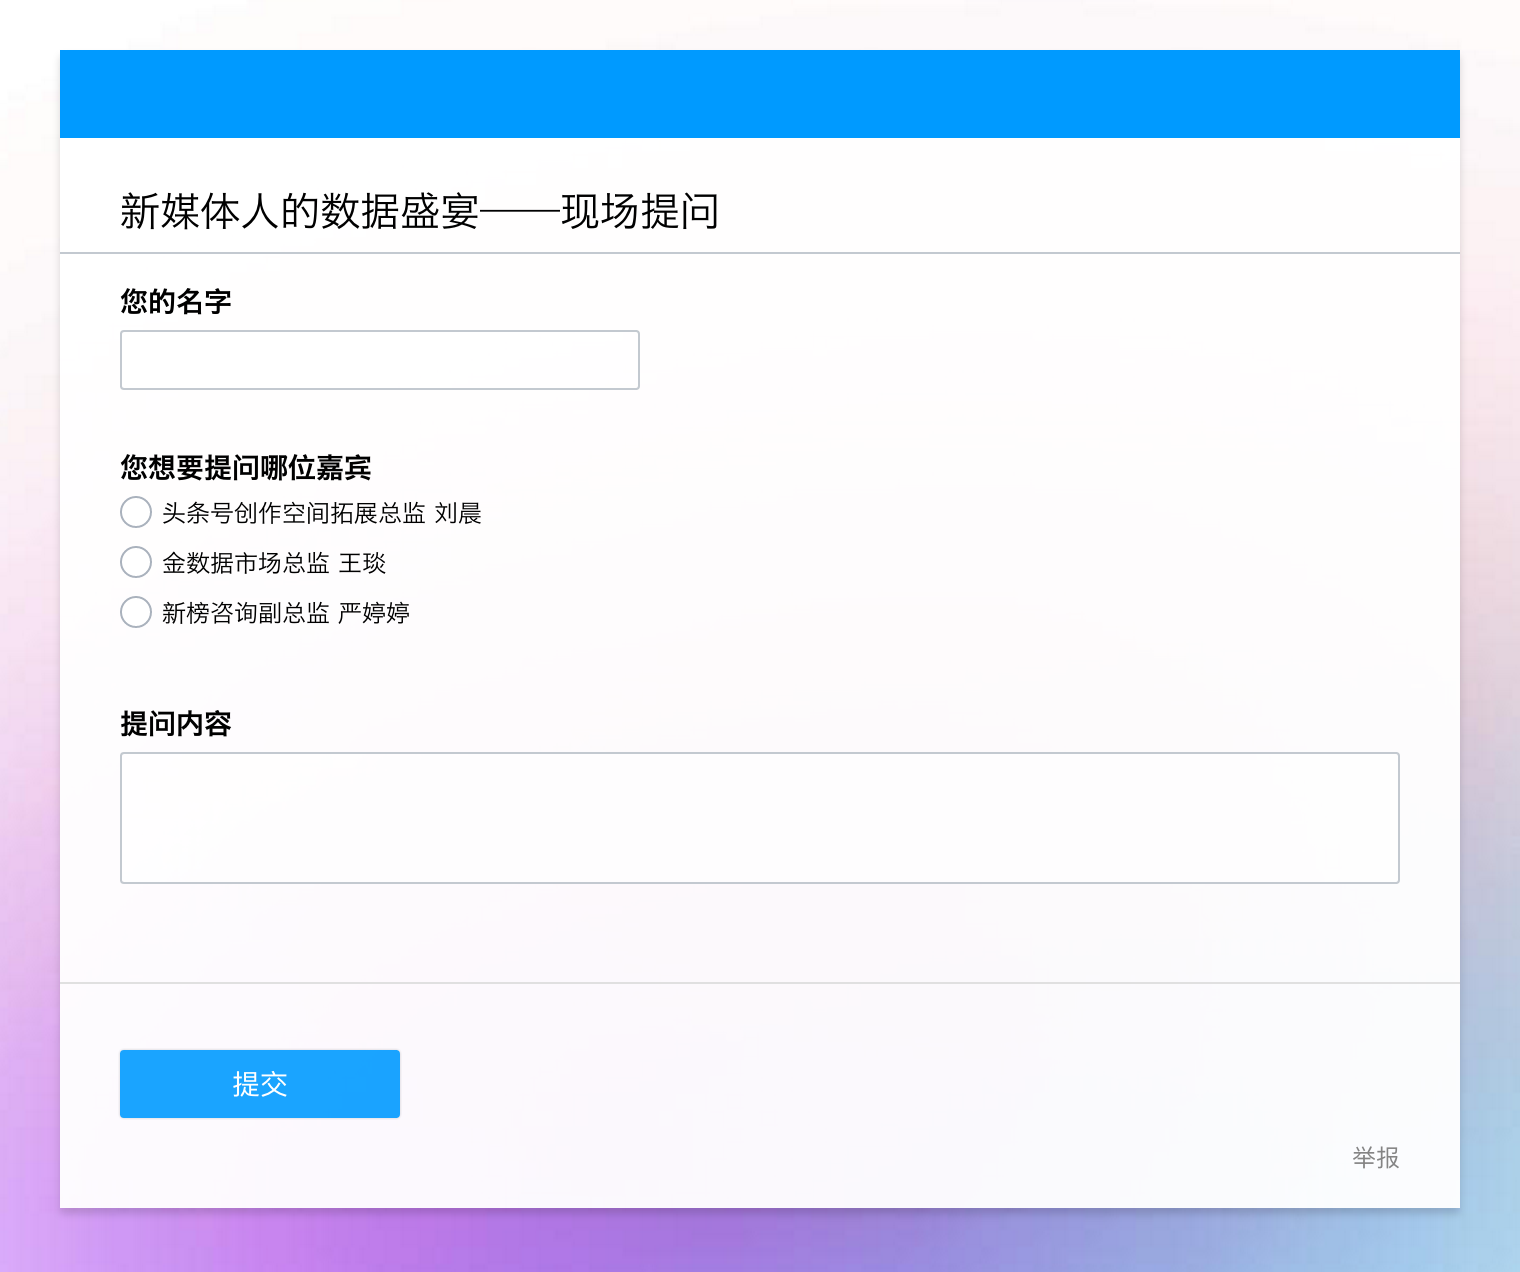 新媒体人的数据盛宴——现场提问
您的名字
您想要提问哪位嘉宾
头条号创作空间拓展总监 刘晨
金数据市场总监 王琰
新榜咨询副总监 严婷婷
提问内容
提交
举报